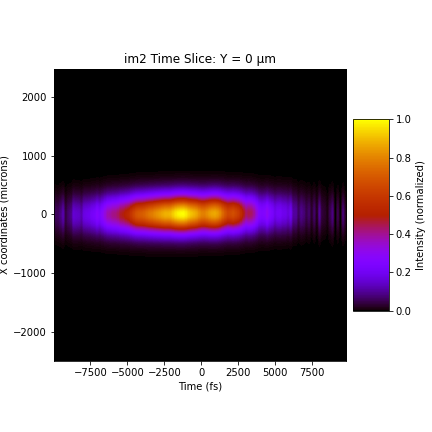 im2 Time Slice: Y = 0 μm
X coordinates (microns)
2000
1000
0
−1000
−2000
−7500 −5000 −2500 0 2500 5000 7500
Time (fs)
1.0
0.8
0.6
0.4
0.2
0.0
Intensity (normalized)